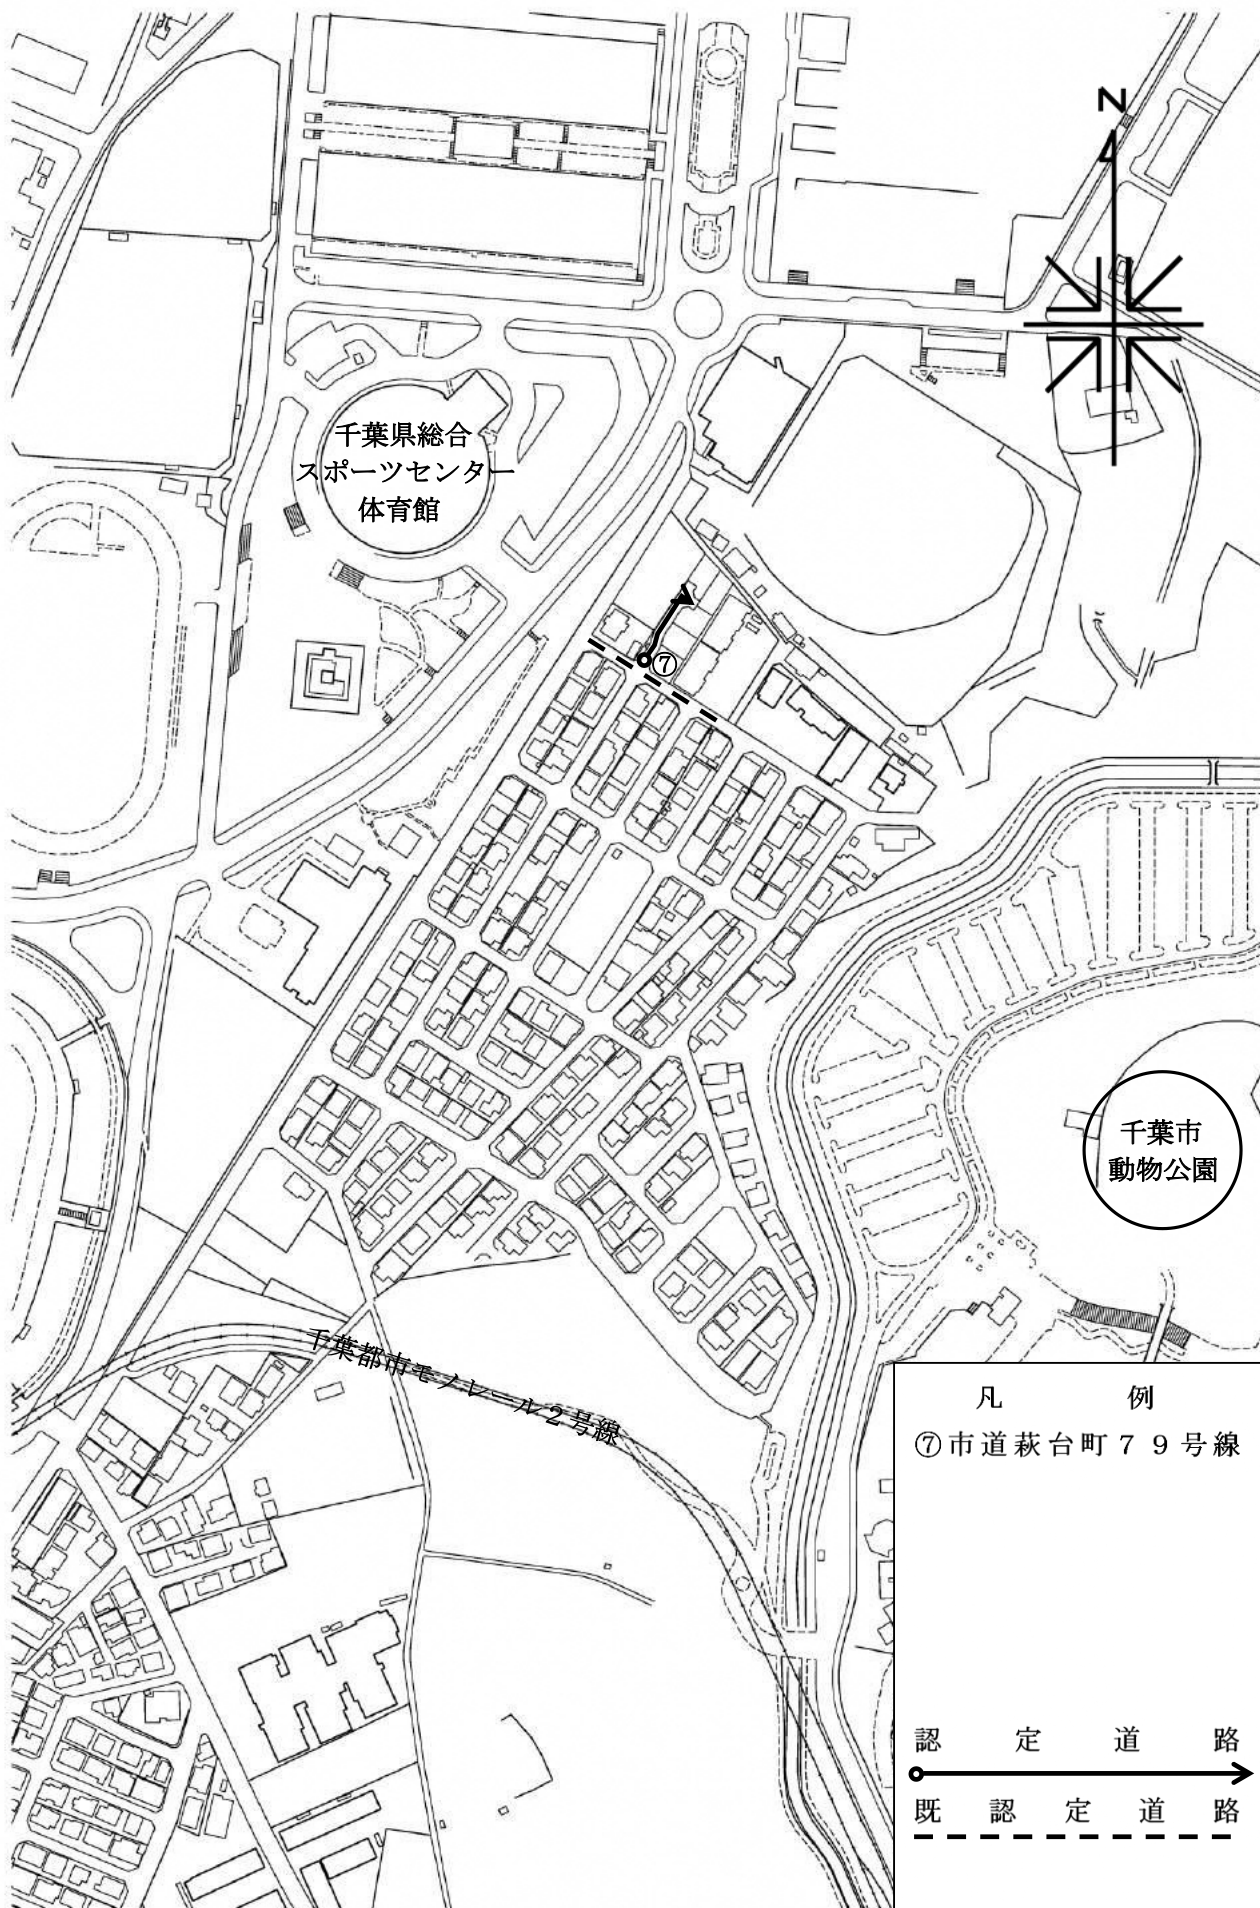 N
千葉県総合
スポーツセンター
体育館
⑦
千葉市
動物公園
千葉都市モノレール2号線
凡 例
⑦市道萩台町79号線
認定道路
既認定道路